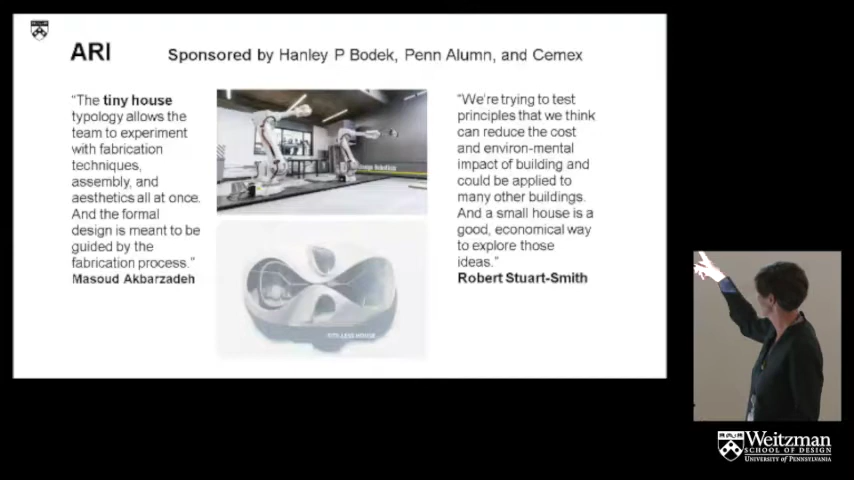 ARI
Sponsored by Hanley P Bodek, Penn Alumn, and Cemex
"The tiny house
typology allows the
team to experiment
with fabrication
techniques,
assembly, and
aesthetics all at once.
And the formal
design is meant to be
guided by the
fabrication process."
Masoud Akbarzadeh
"We're trying to test
principles that we think
can reduce the cost
and environ-mental
impact of building and
could be applied to
many other buildings.
And a small house is a
good, economical way
to explore those
ideas."
Robert Stuart-Smith
Weitzman
SCHOOL OF DESIGN
UNIVERSITY OF PENNSYLVANIA